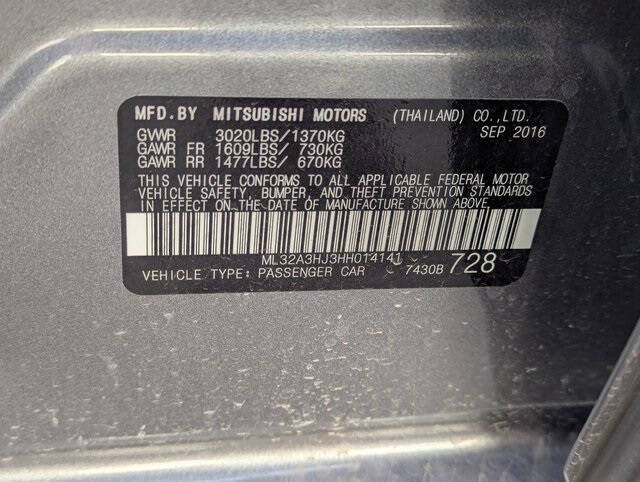 MFD.BY MITSUBISHI MOTORS (THAILAND) CO.,LTD.
SEP 2016
GVWR 3020LBS/1370KG
GAWR FR 1609LBS/ 730KG
GAWR RR 1477LBS/ 670KG
THIS VEHICLE CONFORMS TO ALL APPLICABLE FEDERAL MOTOR
VEHICLE SAFETY, BUMPER, AND THEFT PREVENTION STANDARDS
IN EFFECT ON THE DATE OF MANUFACTURE SHOWN ABOVE.
ML32A3HJ3HH014141
VEHICLE TYPE: PASSENGER CAR 7430B 728